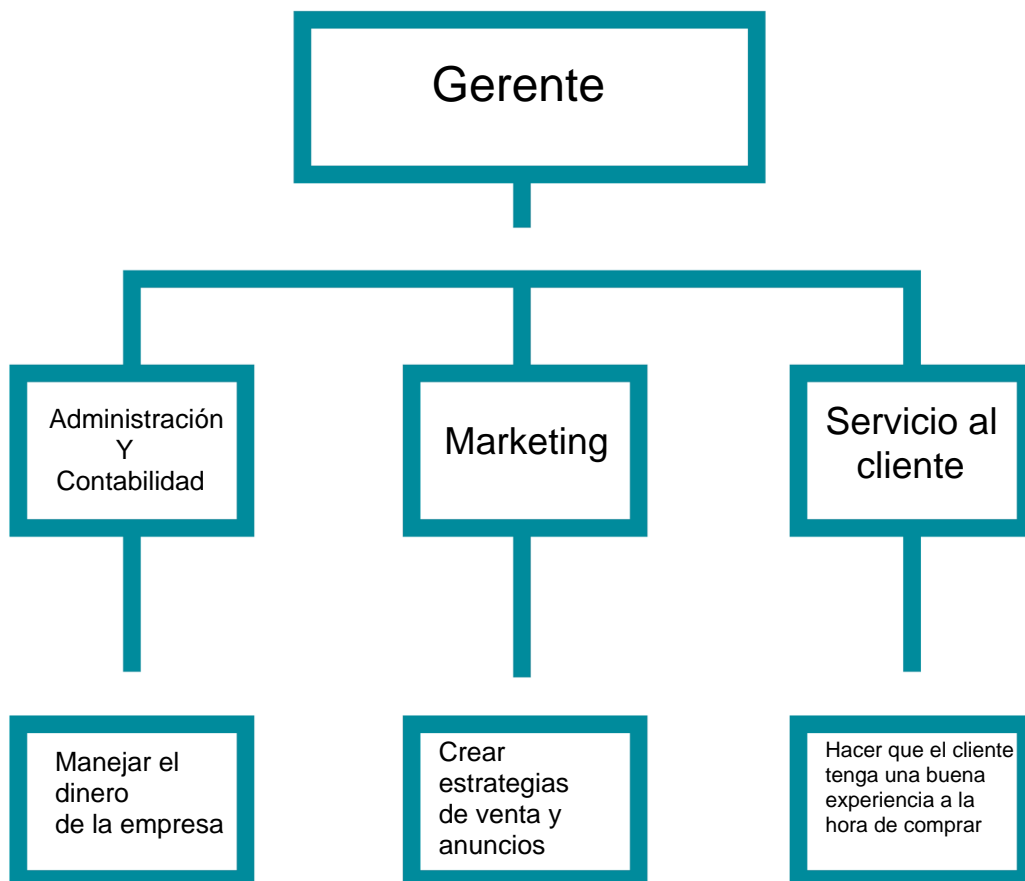 Gerente
Administración
Y
Contabilidad
Marketing
Servicio al
cliente
Manejar el
dinero
de la empresa
Crear
estrategias
de venta y
anuncios
Hacer que el cliente
tenga una buena
experiencia a la
hora de comprar